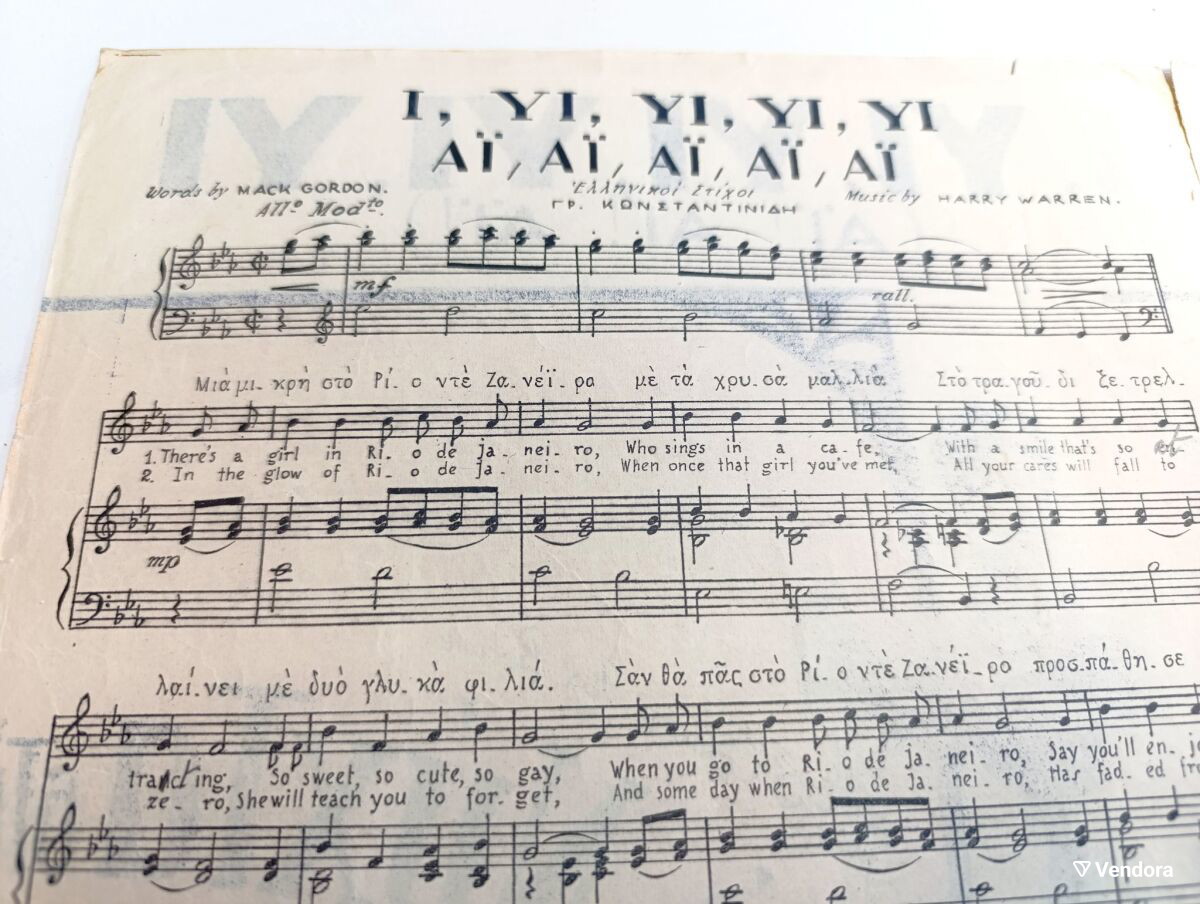 I, YI, YI, YI, YI
ΑΪ, ΑΪ, ΑΪ, ΑΪ, ΑΪ
Words by MACK GORDON.
Ἑλληνικοί Στίχοι
Music by HARRY WARREN.
Allº Modto.
ΓΡ. ΚΩΝΣΤΑΝΤΙΝΙΔΗ
mf
rall.
Μιὰ μι- κρὴ στὸ Ρί- ο ντὲ Ζα- νέϊ- ρο μὲ τὰ χρυ- σὰ μαλ- λιά Στὸ τρα- γοῦ- δι ξε- τρελ-
1. There's a girl in Ri- o de ja- nei- ro, Who sings in a ca- fe, With a smile that's so
2. In the glow of Ri- o de ja- nei- ro, When once that girl you've met, All your cares will fall to
mp
λαί- νει μὲ δυὸ γλυ- κὰ φι- λιά. Σὰν θὰ πᾶς στὸ Ρί- ο ντὲ Ζα- νέϊ- ρο προσ- πά- θη- σε
So sweet, so cute, so gay, When you go to Ri- o de ja- nei- ro, Say you'll en-
ze- ro, She will teach you to for- get, And some day when Ri- o de Ja- nei- ro, Has fad- ed
Vendora